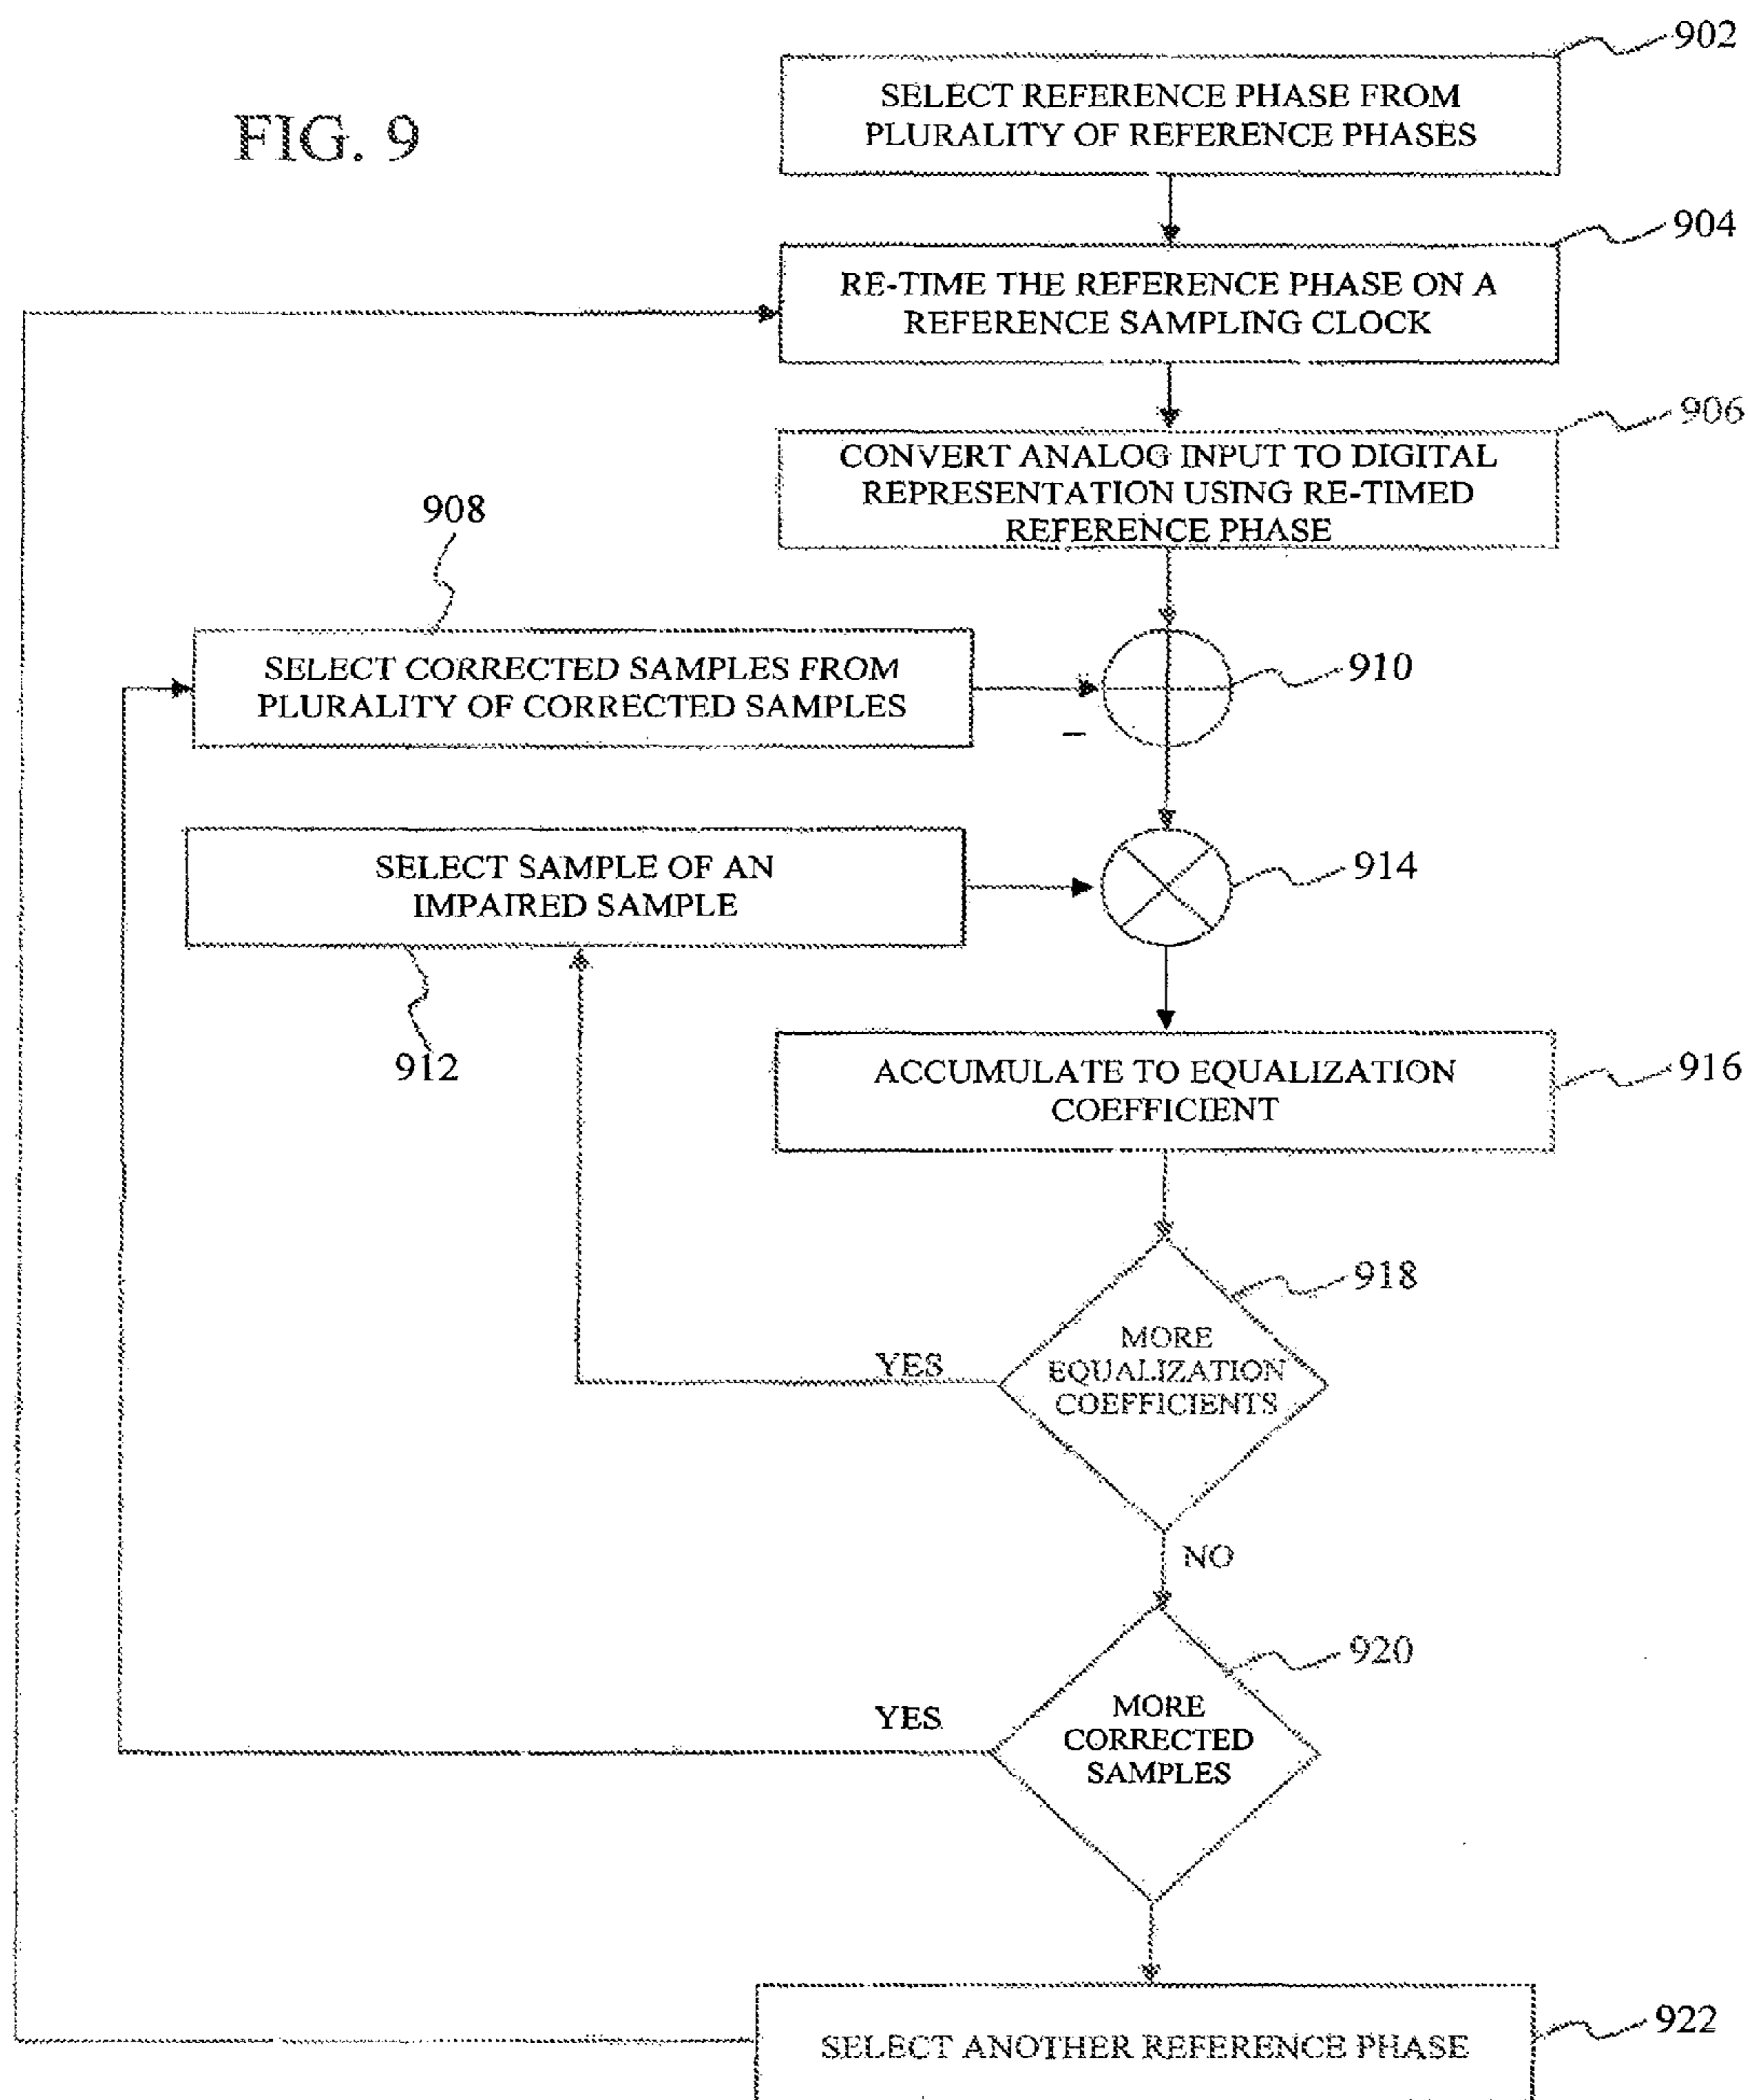 FIG. 9
902
SELECT REFERENCE PHASE FROM
PLURALITY OF REFERENCE PHASES
904
RE-TIME THE REFERENCE PHASE ON A
REFERENCE SAMPLING CLOCK
906
CONVERT ANALOG INPUT TO DIGITAL
REPRESENTATION USING RE-TIMED
REFERENCE PHASE
908
SELECT CORRECTED SAMPLES FROM
PLURALITY OF CORRECTED SAMPLES
910
–
SELECT SAMPLE OF AN
IMPAIRED SAMPLE
914
912
ACCUMULATE TO EQUALIZATION
COEFFICIENT
916
918
MORE
EQUALIZATION
COEFFICIENTS
YES
NO
920
MORE
CORRECTED
SAMPLES
YES
SELECT ANOTHER REFERENCE PHASE
922